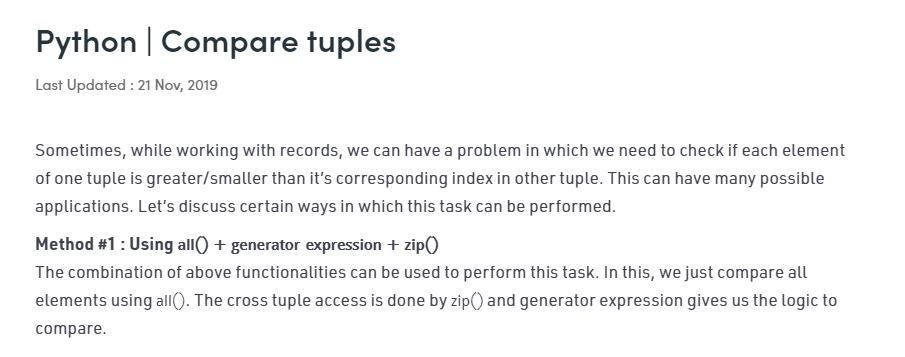 Python | Compare tuples
Last Updated : 21 Nov, 2019
Sometimes, while working with records, we can have a problem in which we need to check if each element
of one tuple is greater/smaller than it's corresponding index in other tuple. This can have many possible
applications. Let's discuss certain ways in which this task can be performed.
Method #1 : Using all() + generator expression + zip()
The combination of above functionalities can be used to perform this task. In this, we just compare all
elements using all(). The cross tuple access is done by zip() and generator expression gives us the logic to
compare.